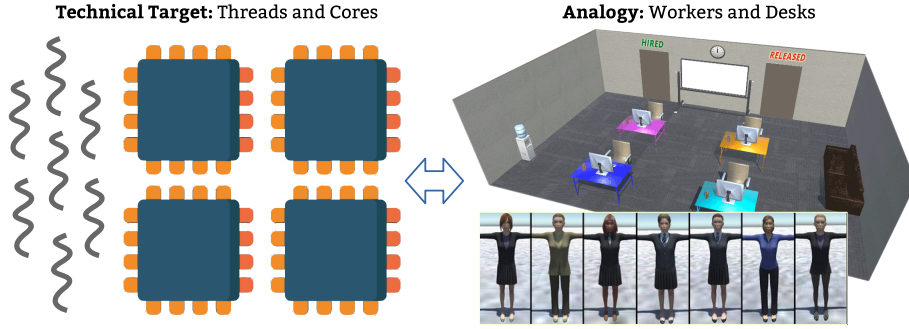 Technical Target: Threads and Cores
Analogy: Workers and Desks
HIRED
RELEASED